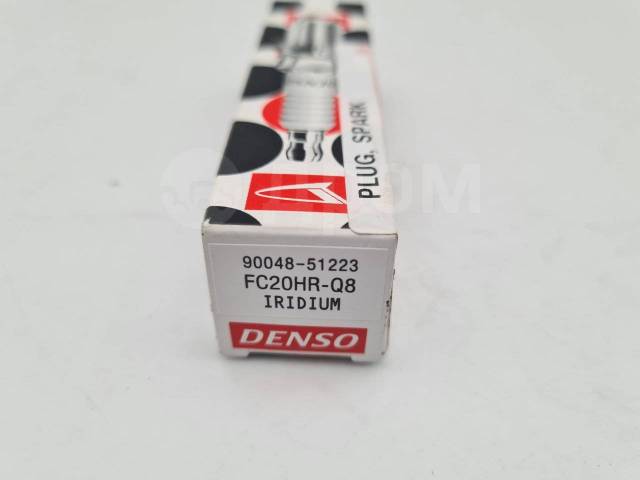 PLUG, SPARK
90048-51223
FC20HR-Q8
IRIDIUM
DENSO